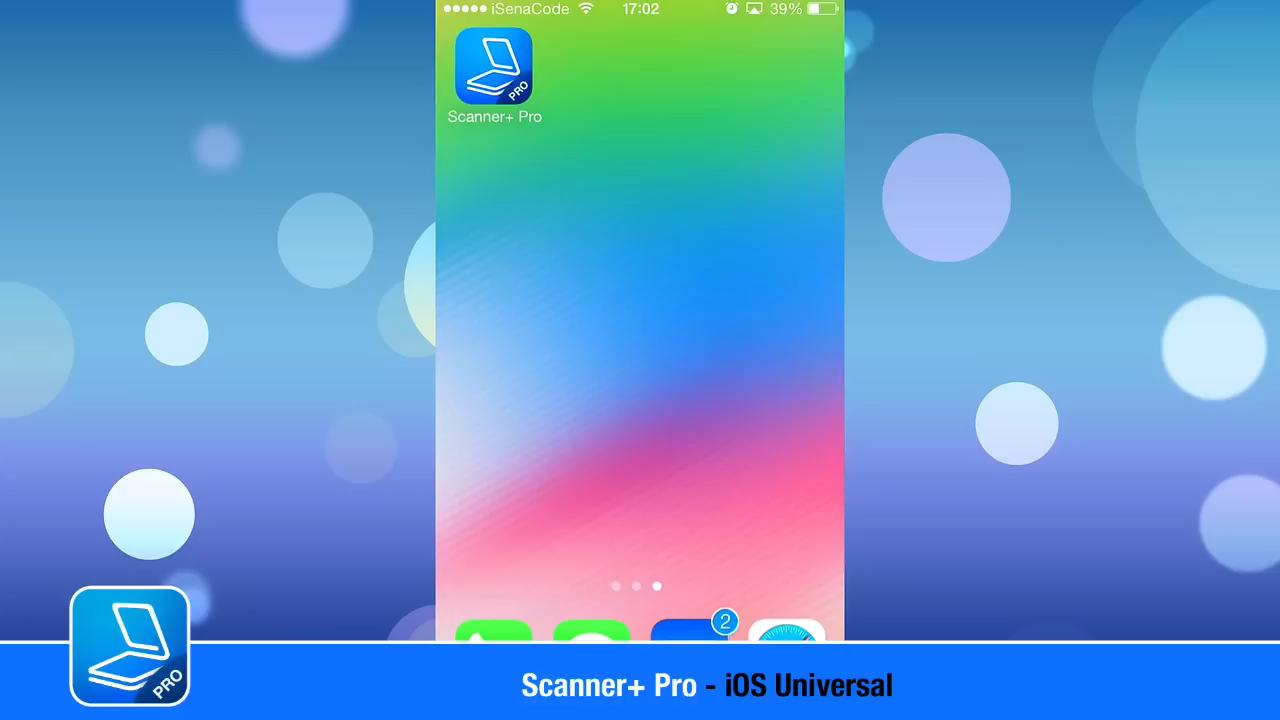 iSenaCode 17:02 39%
PRO
Scanner+ Pro
2
PRO
Scanner+ Pro - iOS Universal